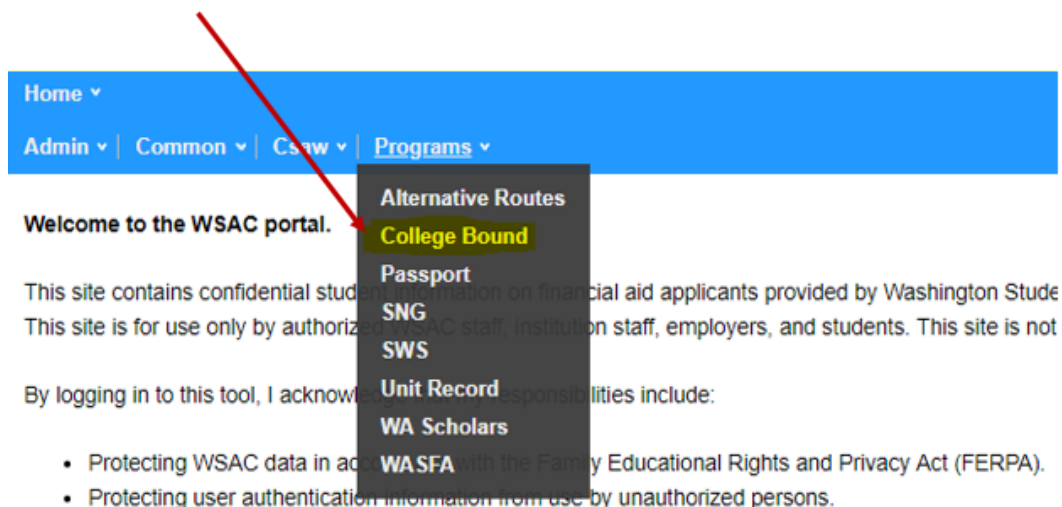 Home
Admin | Common | Csaw | Programs
Alternative Routes
College Bound
Passport
SNG
SWS
Unit Record
WA Scholars
WASFA
Welcome to the WSAC portal.
This site contains confidential student information on financial aid applicants provided by Washington Stude
This site is for use only by authorized WSAC staff, institution staff, employers, and students. This site is not
By logging in to this tool, I acknowledge that my responsibilities include:
• Protecting WSAC data in accordance with the Family Educational Rights and Privacy Act (FERPA).
• Protecting user authentication information from use by unauthorized persons.